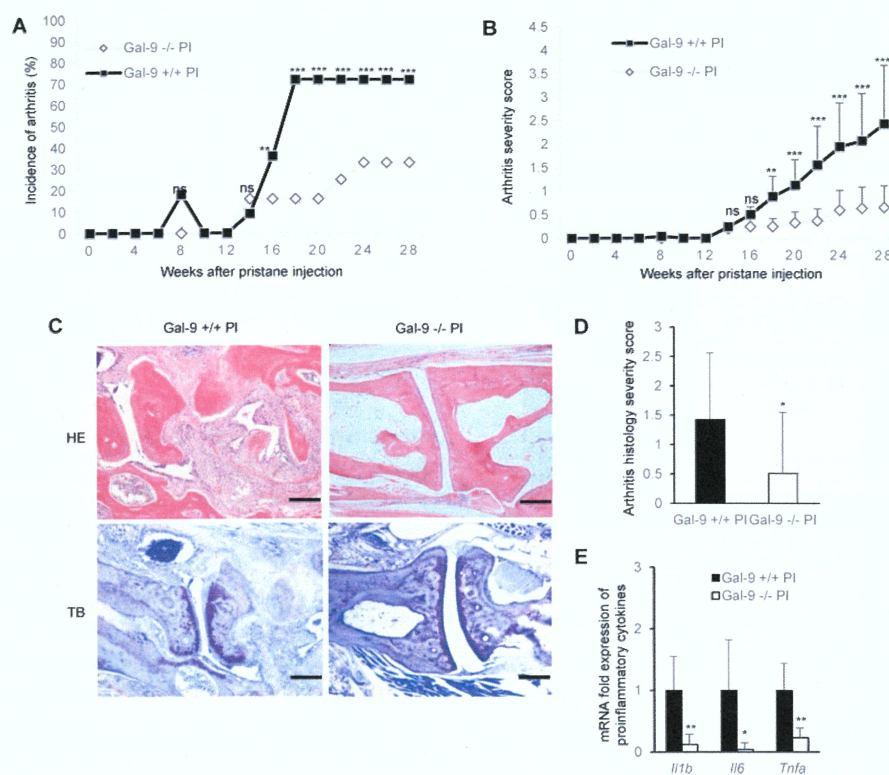 A
Incidence of arthritis (%)
100
90
80
70
60
50
40
30
20
10
0
Gal-9 -/- PI
Gal-9 +/+ PI
ns
ns
**
*** *** *** *** *** ***
0 4 8 12 16 20 24 28
Weeks after pristane injection
B
Arthritis severity score
4.5
4
3.5
3
2.5
2
1.5
1
0.5
0
Gal-9 +/+ PI
Gal-9 -/- PI
ns
ns
**
***
***
***
***
***
0 4 8 12 16 20 24 28
Weeks after pristane injection
C
Gal-9 +/+ PI
Gal-9 -/- PI
HE
TB
D
Arthritis histology severity score
3
2.5
2
1.5
1
0.5
0
*
Gal-9 +/+ PI Gal-9 -/- PI
E
mRNA fold expression of
proinflammatory cytokines
3
2
1
0
Gal-9 +/+ PI
Gal-9 -/- PI
**
*
**
Il1b Il6 Tnfa